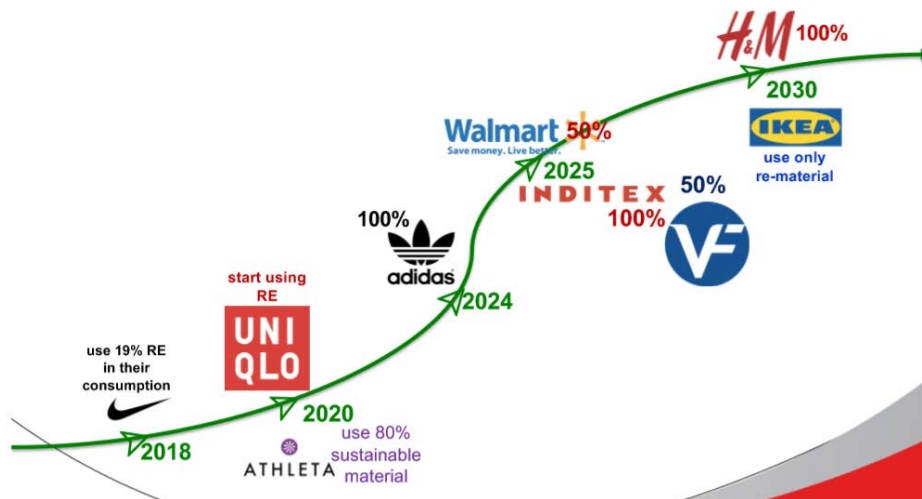 H&M 100%
2030
IKEA
use only
re-material
Walmart 50%
Save money. Live better.
2025
INDITEX
50%
100%
VF
100%
adidas
2024
start using
RE
UNI
QLO
use 19% RE
in their
consumption
2020
2018
ATHLETA
use 80%
sustainable
material